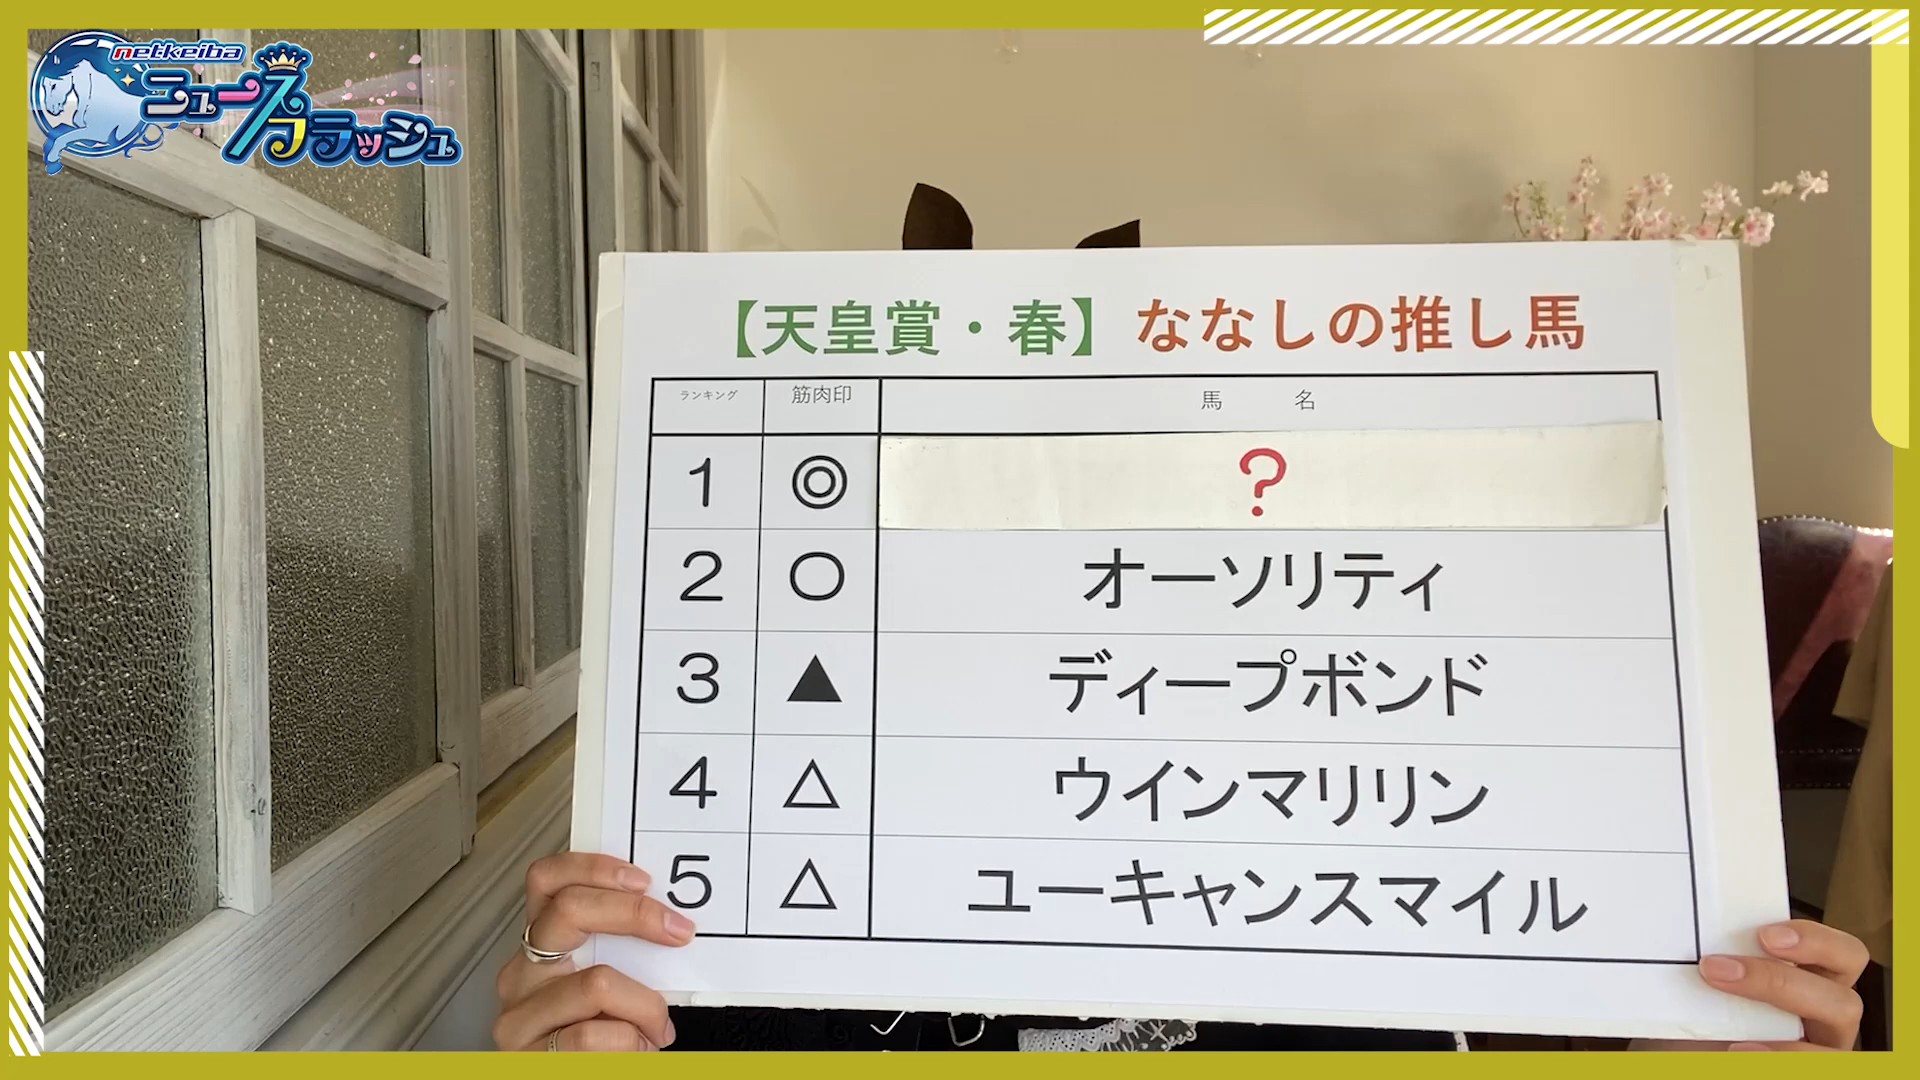 netkeiba
ニュースフラッシュ
【天皇賞・春】ななしの推し馬
ランキング 筋肉印 馬名
1 ◎ ?
2 ○ オーソリティ
3 ▲ ディープボンド
4 △ ウインマリリン
5 △ ユーキャンスマイル